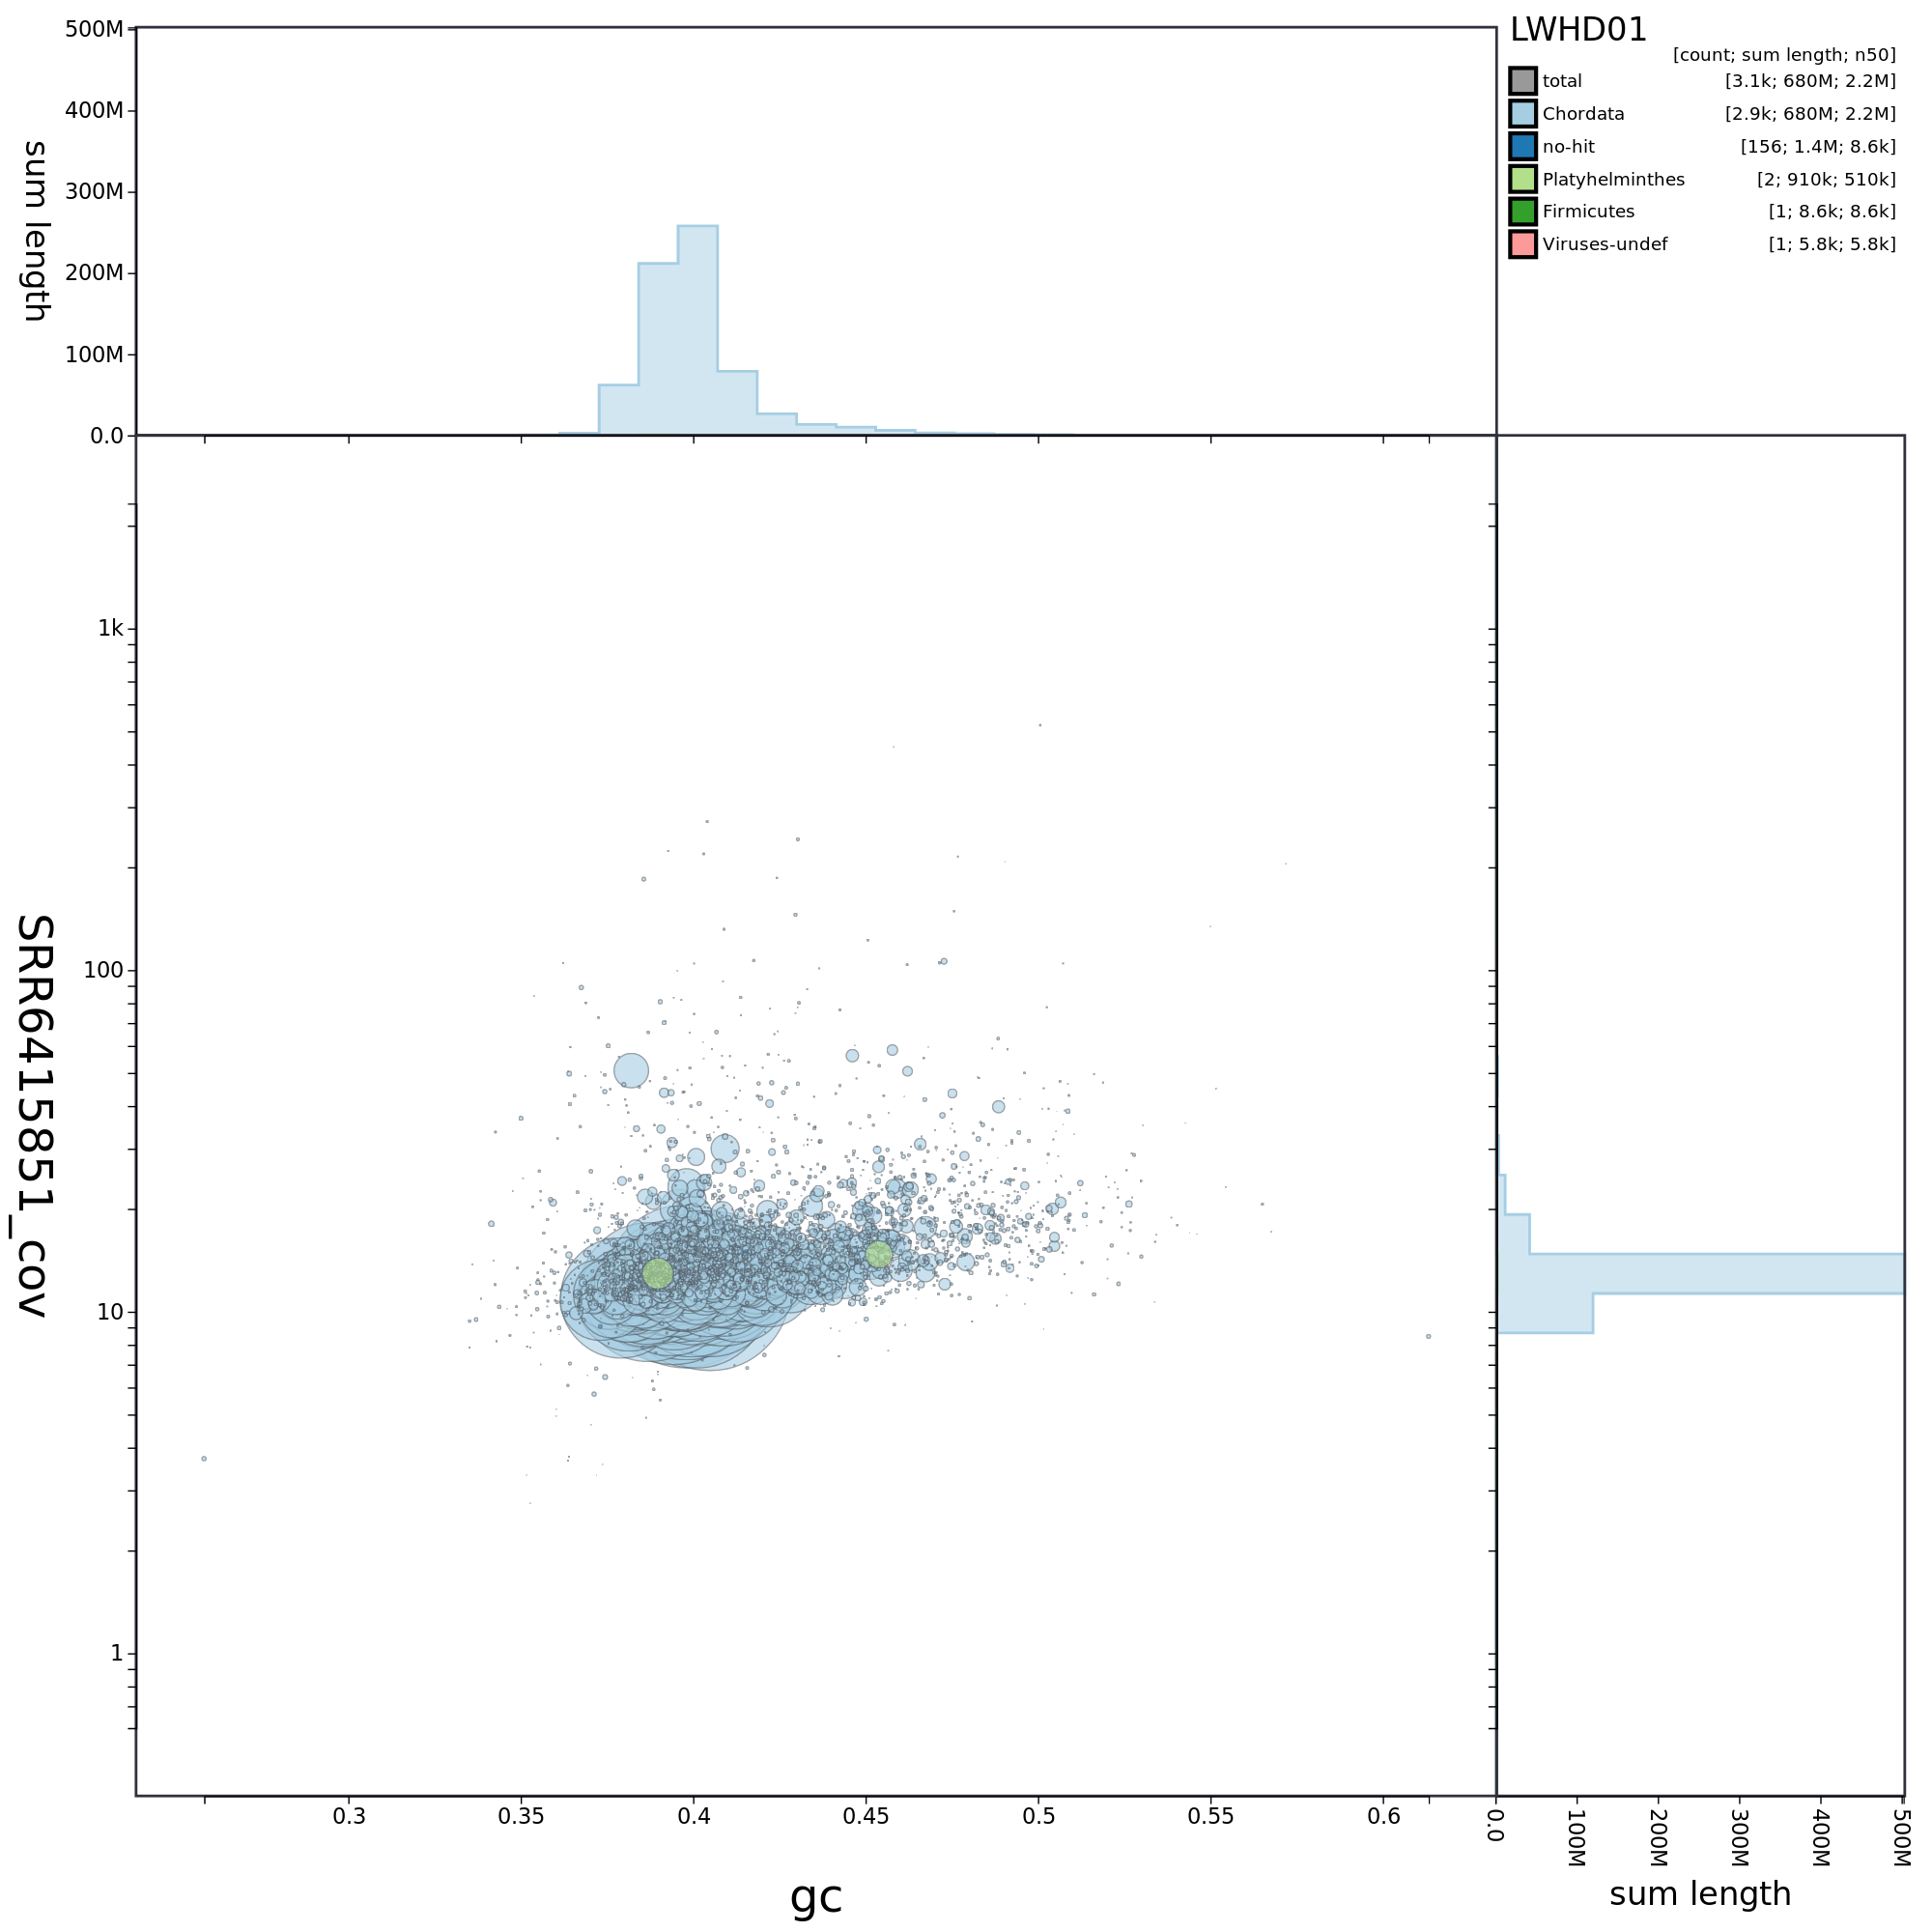 500M
400M
300M
200M
100M
0.0
sum length
LWHD01
[count; sum length; n50]
total [3.1k; 680M; 2.2M]
Chordata [2.9k; 680M; 2.2M]
no-hit [156; 1.4M; 8.6k]
Platyhelminthes [2; 910k; 510k]
Firmicutes [1; 8.6k; 8.6k]
Viruses-undef [1; 5.8k; 5.8k]
1k
100
10
1
SRR6415851_cov
0.3 0.35 0.4 0.45 0.5 0.55 0.6
gc
0.0 100M 200M 300M 400M 500M
sum length